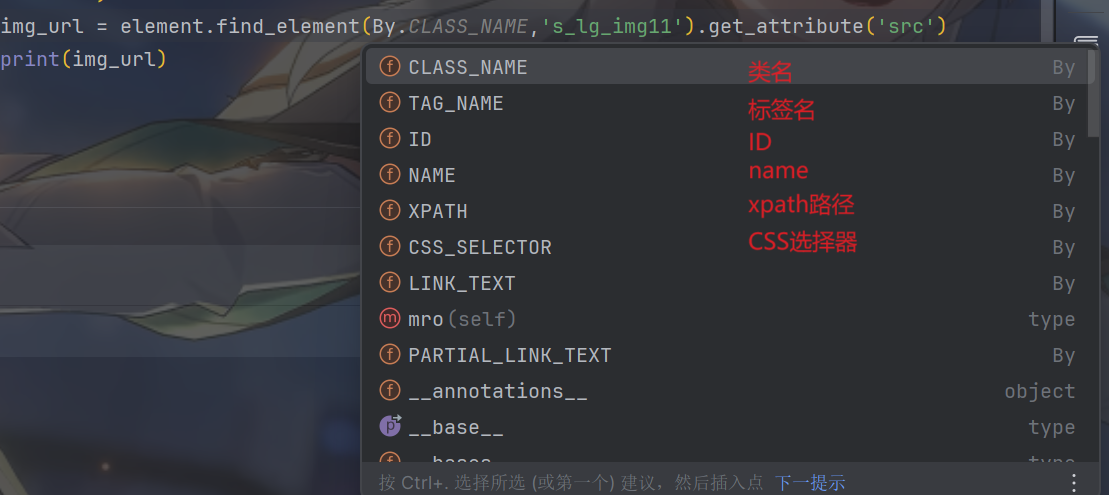 img_url = element.find_element(By.CLASS_NAME,'s_lg_img11').get_attribute('src')
print(img_url)
CLASS_NAME 类名 By
TAG_NAME 标签名 By
ID ID By
NAME name By
XPATH xpath路径 By
CSS_SELECTOR CSS选择器 By
LINK_TEXT By
mro(self) type
PARTIAL_LINK_TEXT By
__annotations__ object
__base__ type
按 Ctrl+. 选择所选 (或第一个) 建议，然后插入点 下一提示